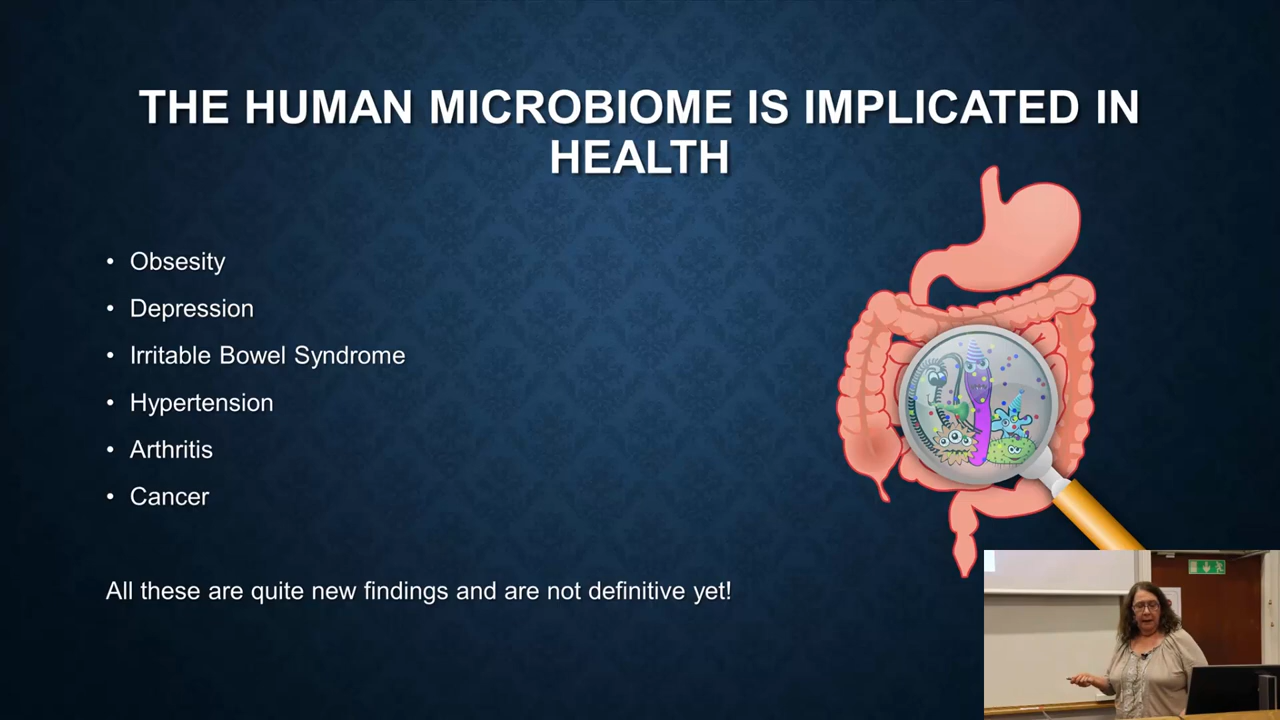 THE HUMAN MICROBIOME IS IMPLICATED IN
HEALTH
• Obsesity
• Depression
• Irritable Bowel Syndrome
• Hypertension
• Arthritis
• Cancer
All these are quite new findings and are not definitive yet!